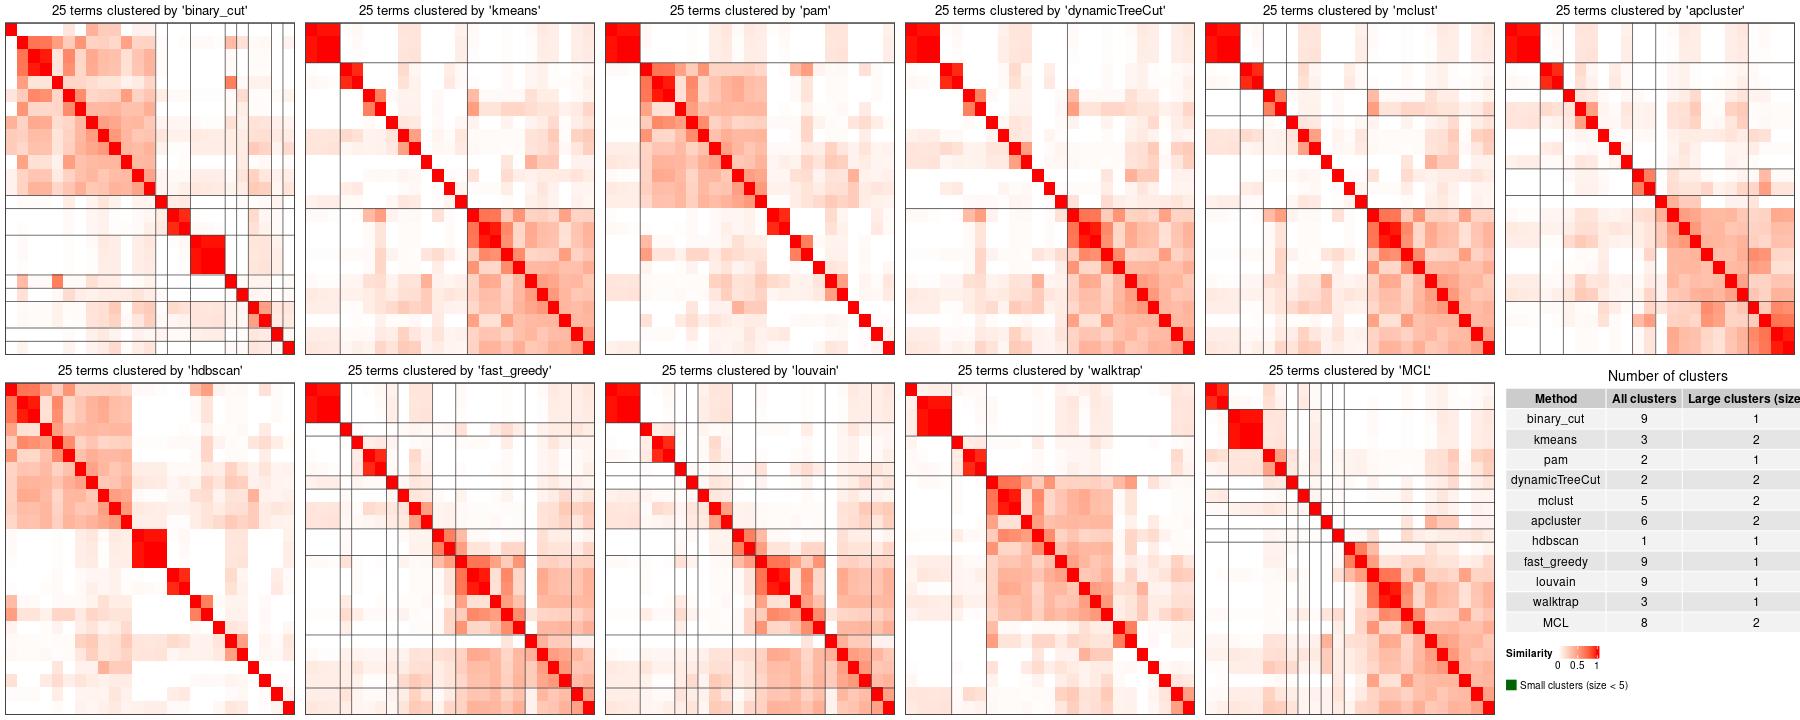 25 terms clustered by 'binary_cut'
25 terms clustered by 'kmeans'
25 terms clustered by 'pam'
25 terms clustered by 'dynamicTreeCut'
25 terms clustered by 'mclust'
25 terms clustered by 'apcluster'
25 terms clustered by 'hdbscan'
25 terms clustered by 'fast_greedy'
25 terms clustered by 'louvain'
25 terms clustered by 'walktrap'
25 terms clustered by 'MCL'
Number of clusters
Method All clusters Large clusters (size
binary_cut 9 1
kmeans 3 2
pam 2 1
dynamicTreeCut 2 2
mclust 5 2
apcluster 6 2
hdbscan 1 1
fast_greedy 9 1
louvain 9 1
walktrap 3 1
MCL 8 2
Similarity
0 0.5 1
Small clusters (size < 5)